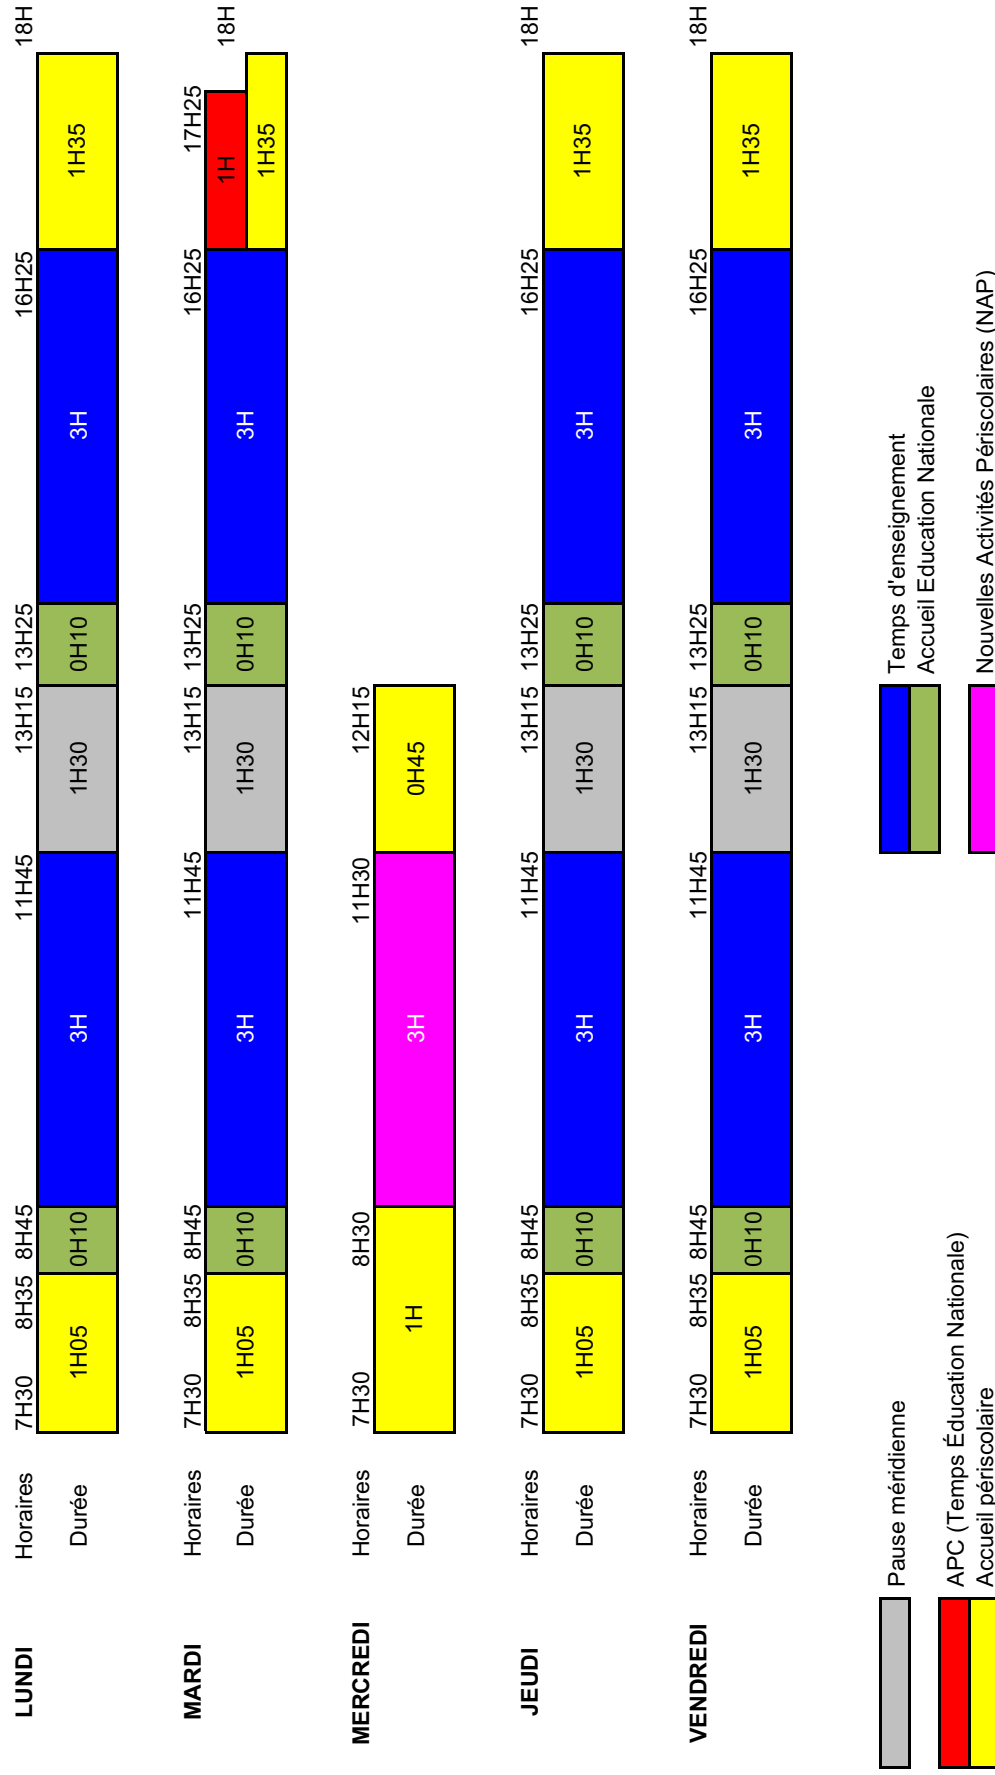 LUNDI
Horaires 7H30 8H35 8H45 11H45 13H15 13H25 16H25 18H
Durée 1H05 0H10 3H 1H30 0H10 3H 1H35
MARDI
Horaires 7H30 8H35 8H45 11H45 13H15 13H25 16H25 17H25 18H
1H
Durée 1H05 0H10 3H 1H30 0H10 3H
1H35
MERCREDI
Horaires 7H30 8H30 11H30 12H15
Durée 1H 3H 0H45
JEUDI
Horaires 7H30 8H35 8H45 11H45 13H15 13H25 16H25 18H
Durée 1H05 0H10 3H 1H30 0H10 3H 1H35
VENDREDI
Horaires 7H30 8H35 8H45 11H45 13H15 13H25 16H25 18H
Durée 1H05 0H10 3H 1H30 0H10 3H 1H35
Pause méridienne Temps d'enseignement
Accueil Education Nationale
APC (Temps Éducation Nationale)
Accueil périscolaire Nouvelles Activités Périscolaires (NAP)